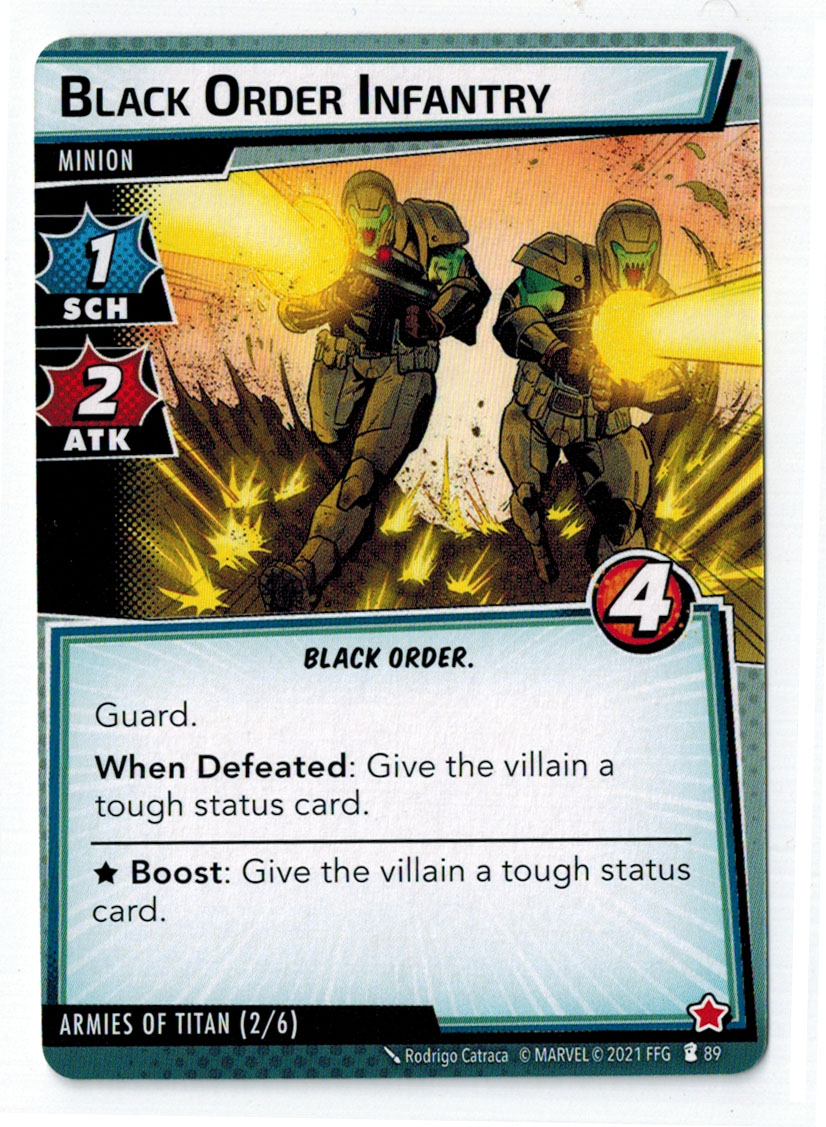 BLACK ORDER INFANTRY
MINION
1
SCH
2
ATK
4
BLACK ORDER.
Guard.
When Defeated: Give the villain a
tough status card.
★ Boost: Give the villain a tough status
card.
ARMIES OF TITAN (2/6)
Rodrigo Catraca © MARVEL © 2021 FFG 89